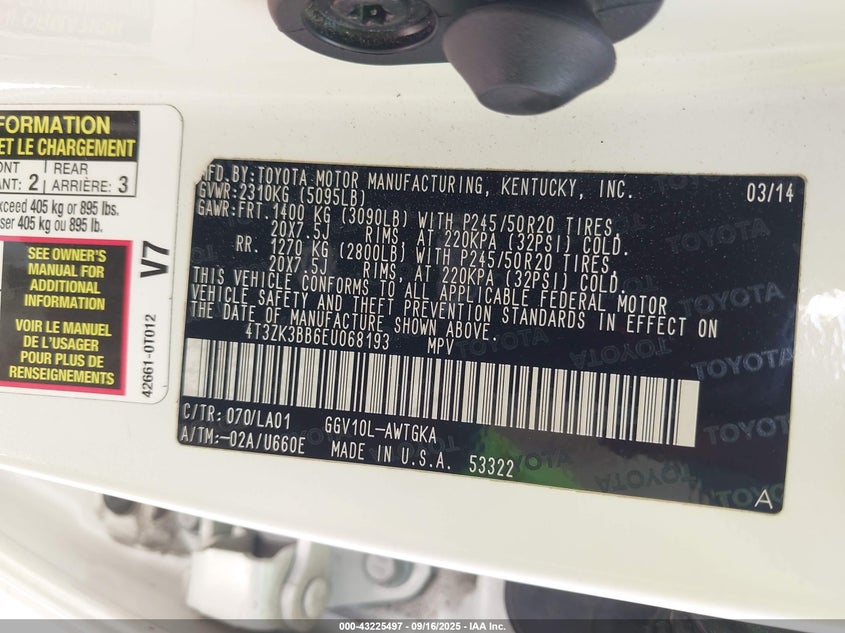 FORMATION
ET LE CHARGEMENT
REAR
ANT: 2 ARRIÈRE: 3
xceed 405 kg or 895 lbs.
ser 405 kg ou 895 lb.
SEE OWNER'S
MANUAL FOR
ADDITIONAL
INFORMATION
VOIR LE MANUEL
DE L'USAGER
POUR PLUS DE
RENSEIGNEMENTS
V7
42661-0T012
MFD.BY:TOYOTA MOTOR MANUFACTURING, KENTUCKY, INC. 03/14
GVWR:2310KG (5095LB)
GAWR:FRT.1400 KG (3090LB) WITH P245/50R20 TIRES,
20X7.5J RIMS, AT 220KPA (32PSI) COLD.
RR. 1270 KG (2800LB) WITH P245/50R20 TIRES,
20X7.5J RIMS, AT 220KPA (32PSI) COLD.
THIS VEHICLE CONFORMS TO ALL APPLICABLE FEDERAL MOTOR
VEHICLE SAFETY AND THEFT PREVENTION STANDARDS IN EFFECT ON
THE DATE OF MANUFACTURE SHOWN ABOVE.
4T3ZK3BB6EU068193 MPV
C/TR: 070/LA01 GGV10L-AWTGKA
A/TM:-02A/U660E MADE IN U.S.A. 53322
A
TOYOTA
TOYOTA
TOYOTA
TOYOTA
000-43225497 - 09/16/2025 - IAA Inc.